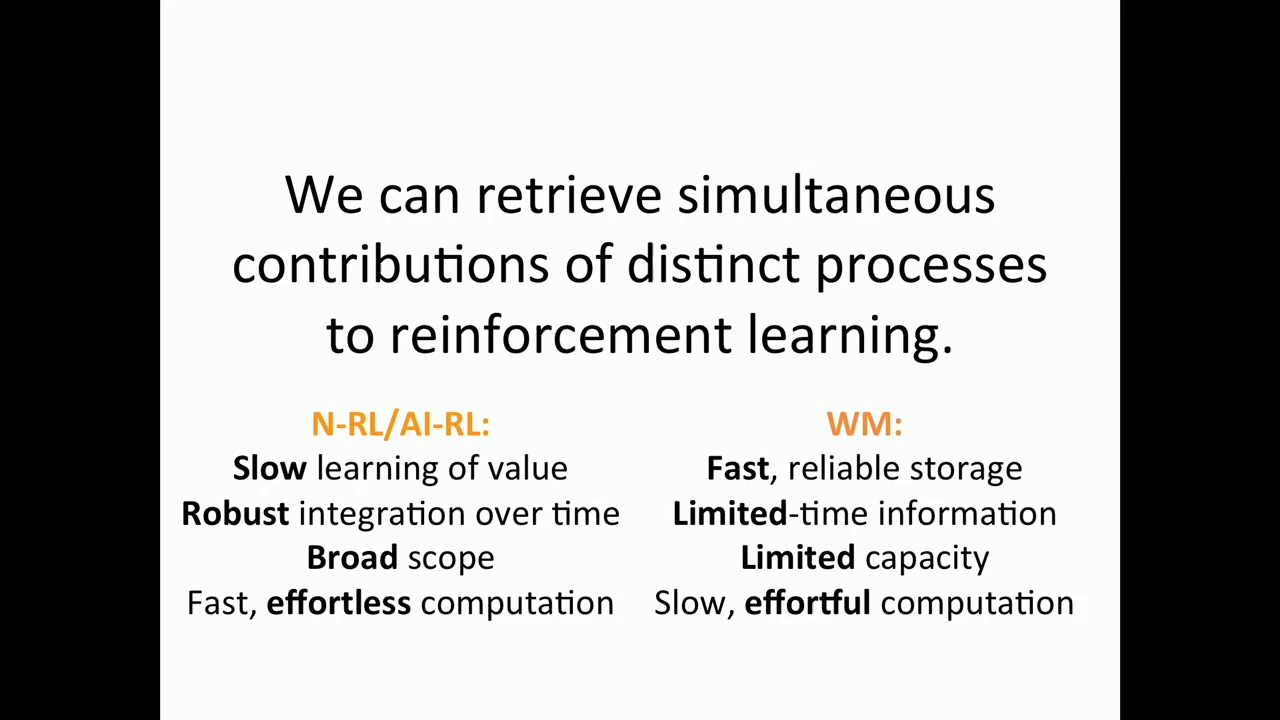 We can retrieve simultaneous
contributions of distinct processes
to reinforcement learning.
N-RL/AI-RL:
Slow learning of value
Robust integration over time
Broad scope
Fast, effortless computation
WM:
Fast, reliable storage
Limited-time information
Limited capacity
Slow, effortful computation